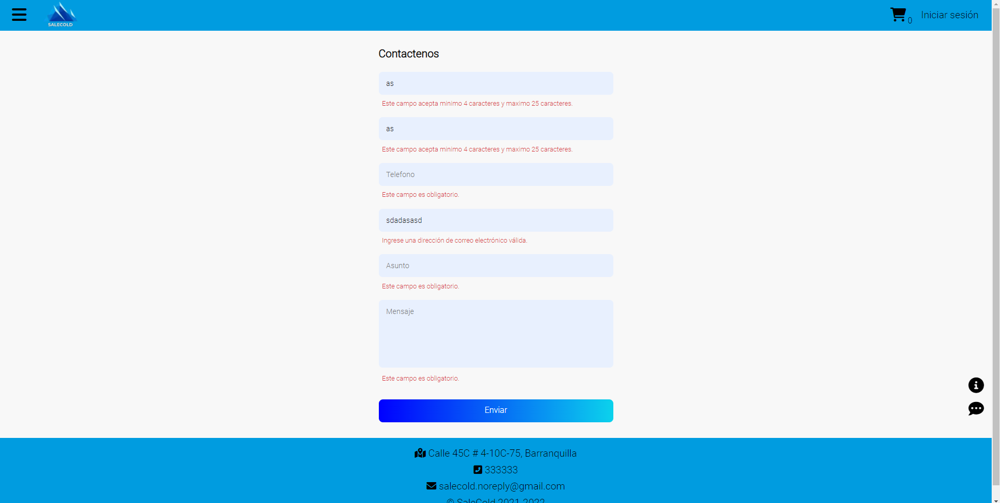 SALECOLD
0
Iniciar sesión
Contactenos
as
Este campo acepta minimo 4 caracteres y maximo 25 caracteres.
as
Este campo acepta minimo 4 caracteres y maximo 25 caracteres.
Telefono
Este campo es obligatorio.
sdadasasd
Ingrese una dirección de correo electrónico válida.
Asunto
Este campo es obligatorio.
Mensaje
Este campo es obligatorio.
Enviar
Calle 45C # 4-10C-75, Barranquilla
333333
salecold.noreply@gmail.com
© SaleCold 2021-2022